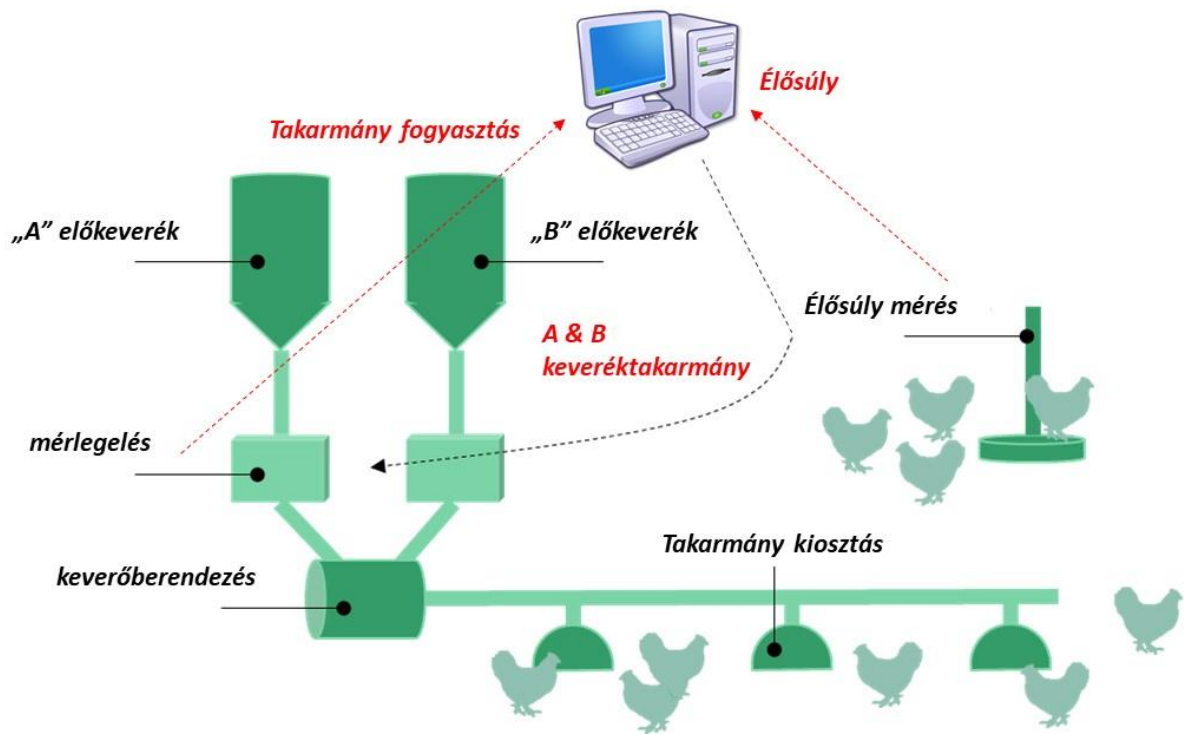 Élősúly
Takarmány fogyasztás
„A” előkeverék
„B” előkeverék
Élősúly mérés
A & B
keveréktakarmány
mérlegelés
Takarmány kiosztás
keverőberendezés